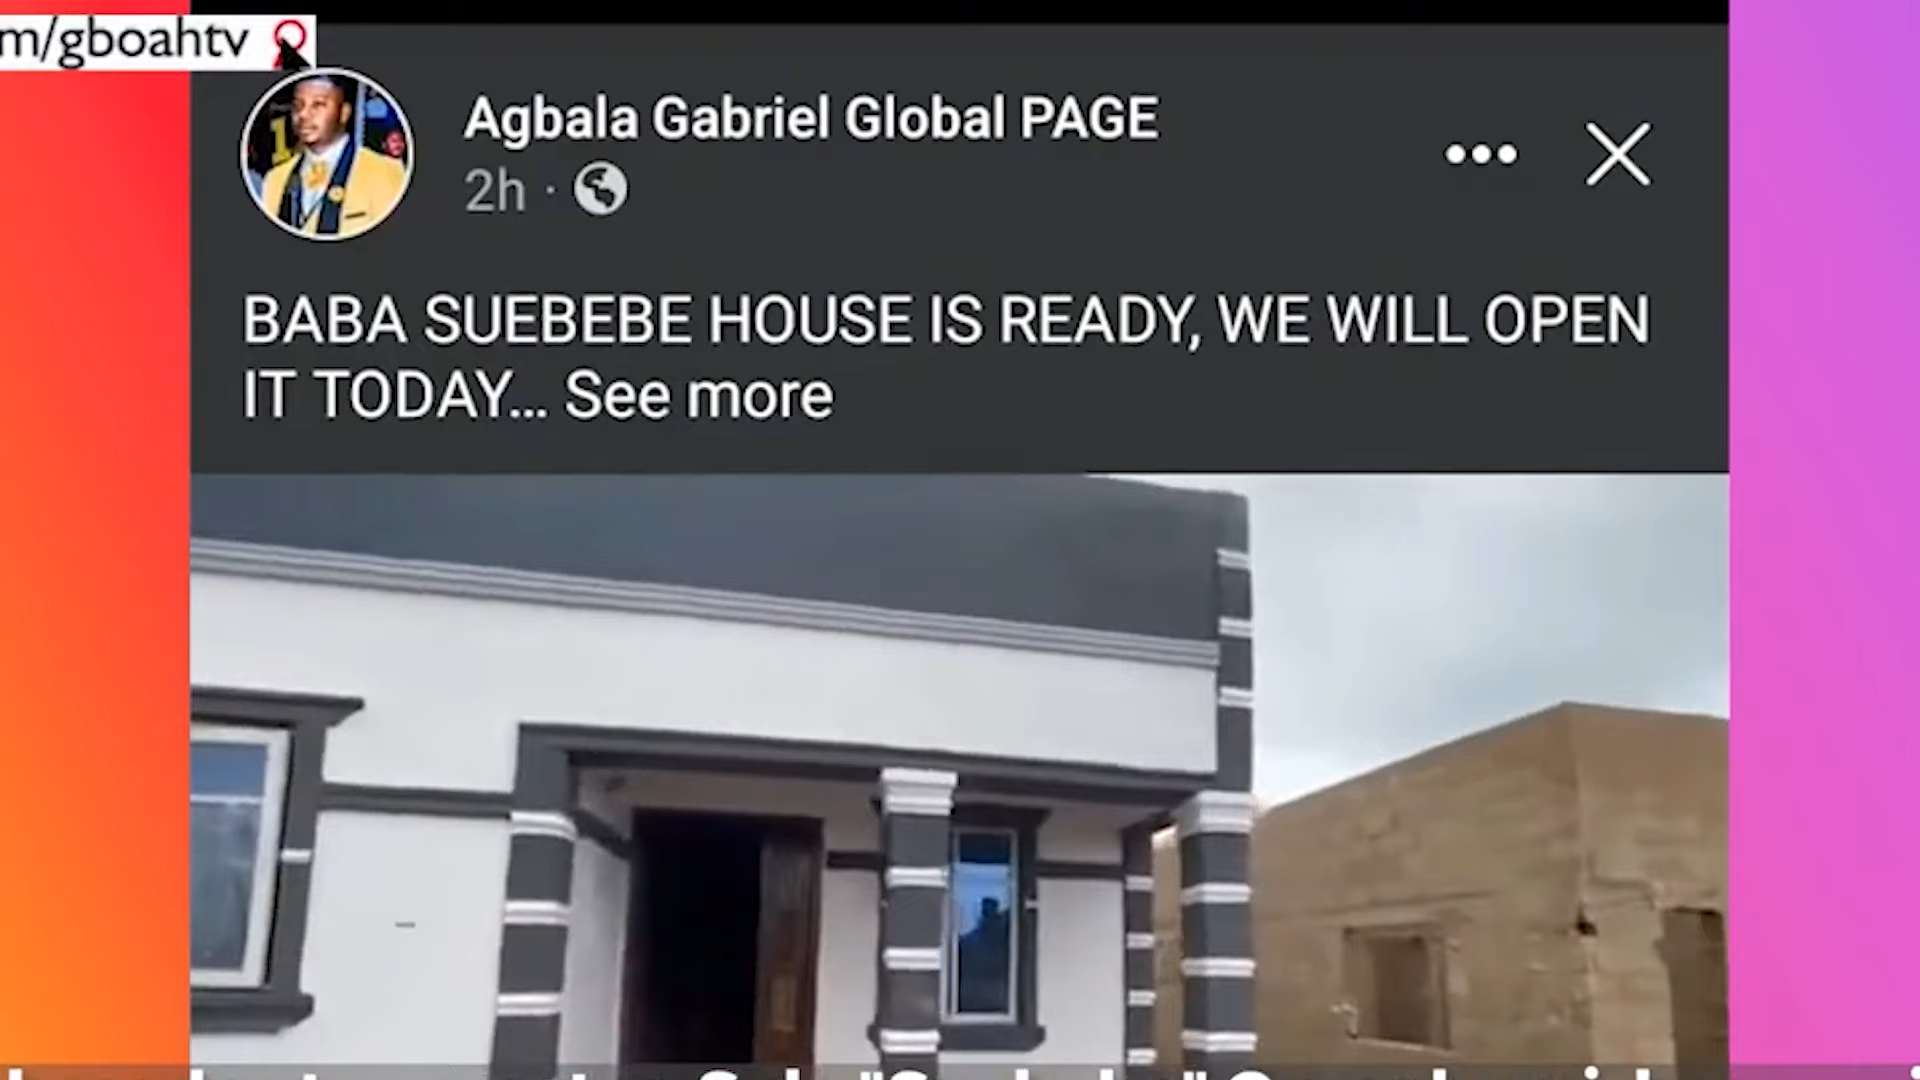 m/gboahtv
Agbala Gabriel Global PAGE
2h ·
BABA SUEBEBE HOUSE IS READY, WE WILL OPEN
IT TODAY... See more